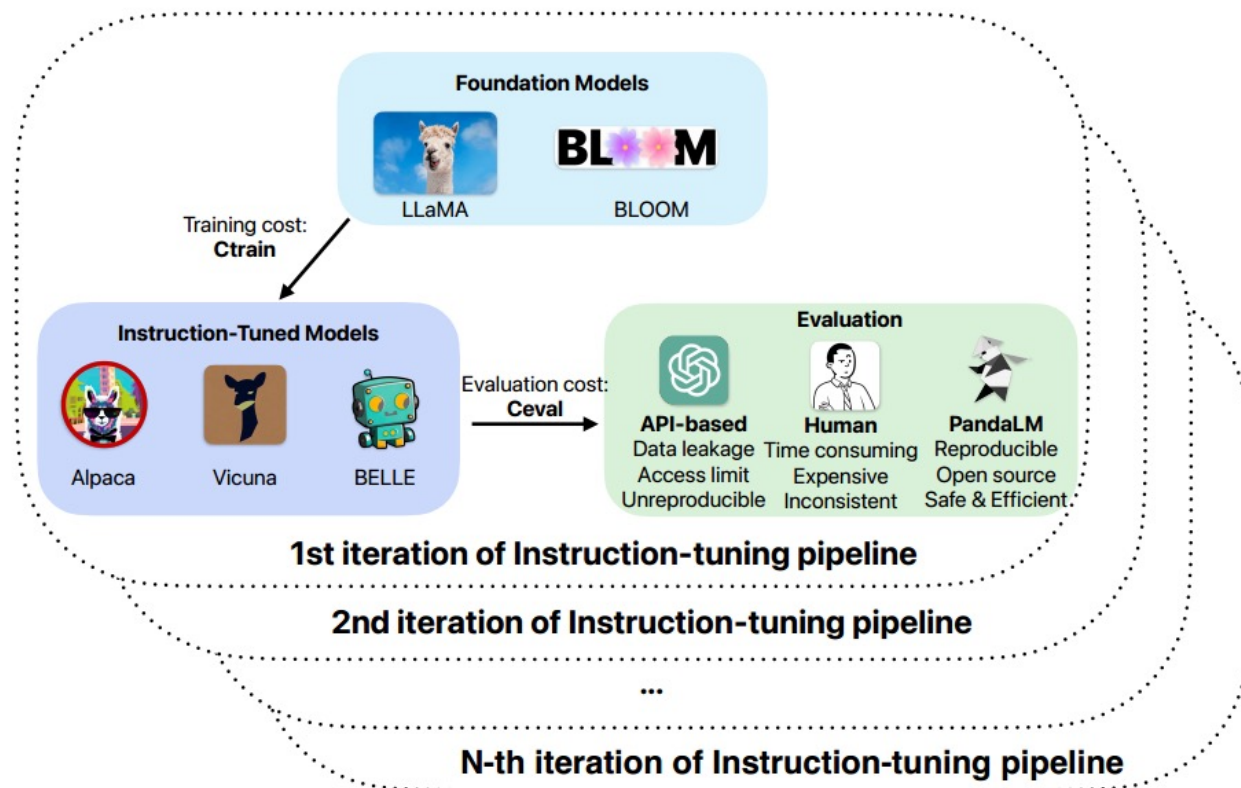 Foundation Models
BLOOM
LLaMA
BLOOM
Training cost:
Ctrain
Instruction-Tuned Models
Alpaca
Vicuna
BELLE
Evaluation cost:
Ceval
Evaluation
API-based
Data leakage
Access limit
Unreproducible
Human
Time consuming
Expensive
Inconsistent
PandaLM
Reproducible
Open source
Safe & Efficient
1st iteration of Instruction-tuning pipeline
2nd iteration of Instruction-tuning pipeline
...
N-th iteration of Instruction-tuning pipeline